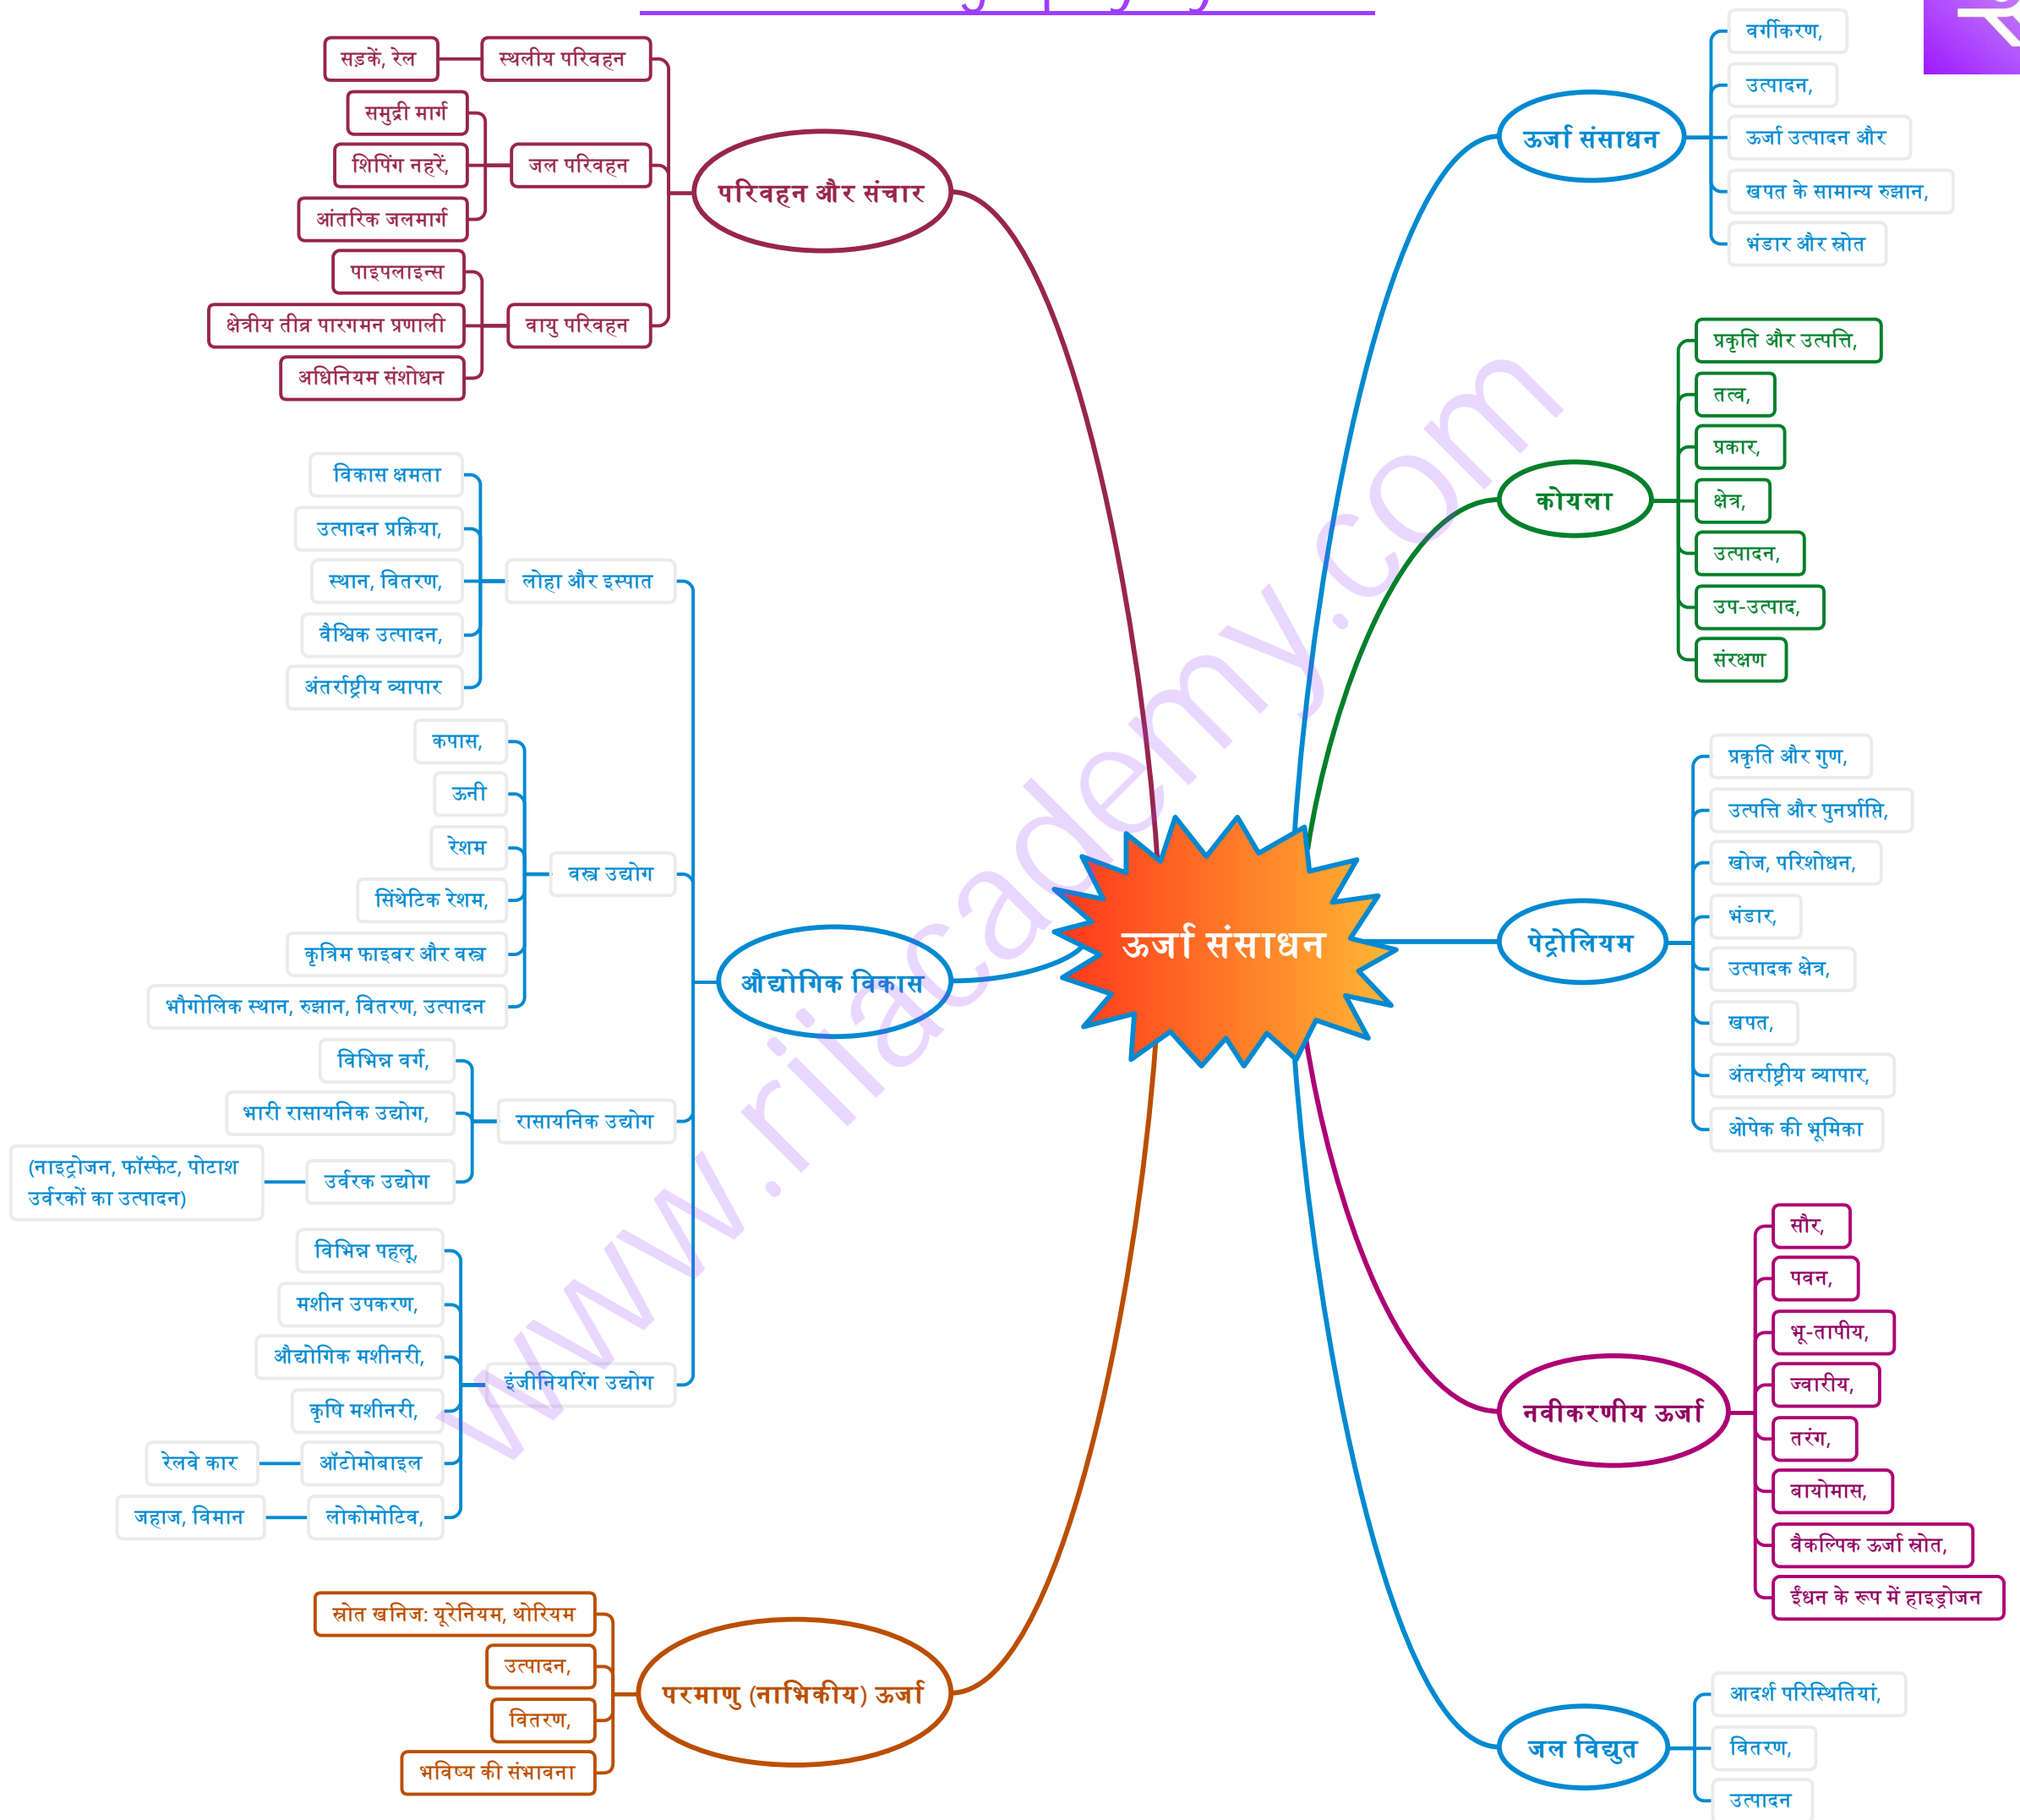 सड़कें, रेल
स्थलीय परिवहन
समुद्री मार्ग
शिपिंग नहरें,
जल परिवहन
आंतरिक जलमार्ग
पाइपलाइन्स
क्षेत्रीय तीव्र पारगमन प्रणाली
वायु परिवहन
अधिनियम संशोधन
परिवहन और संचार
विकास क्षमता
उत्पादन प्रक्रिया,
स्थान, वितरण,
लोहा और इस्पात
वैश्विक उत्पादन,
अंतर्राष्ट्रीय व्यापार
कपास,
ऊनी
रेशम
वस्त्र उद्योग
सिंथेटिक रेशम,
कृत्रिम फाइबर और वस्त्र
भौगोलिक स्थान, रुझान, वितरण, उत्पादन
औद्योगिक विकास
विभिन्न वर्ग,
भारी रासायनिक उद्योग,
रासायनिक उद्योग
(नाइट्रोजन, फॉस्फेट, पोटाश
उर्वरकों का उत्पादन)
उर्वरक उद्योग
विभिन्न पहलू,
मशीन उपकरण,
औद्योगिक मशीनरी,
इंजीनियरिंग उद्योग
कृषि मशीनरी,
रेलवे कार
ऑटोमोबाइल
जहाज, विमान
लोकोमोटिव,
स्रोत खनिज: यूरेनियम, थोरियम
उत्पादन,
वितरण,
भविष्य की संभावना
परमाणु (नाभिकीय) ऊर्जा
ऊर्जा संसाधन
ऊर्जा संसाधन
वर्गीकरण,
उत्पादन,
ऊर्जा उत्पादन और
खपत के सामान्य रुझान,
भंडार और स्रोत
कोयला
प्रकृति और उत्पत्ति,
तत्व,
प्रकार,
क्षेत्र,
उत्पादन,
उप-उत्पाद,
संरक्षण
पेट्रोलियम
प्रकृति और गुण,
उत्पत्ति और पुनर्प्राप्ति,
खोज, परिशोधन,
भंडार,
उत्पादक क्षेत्र,
खपत,
अंतर्राष्ट्रीय व्यापार,
ओपेक की भूमिका
नवीकरणीय ऊर्जा
सौर,
पवन,
भू-तापीय,
ज्वारीय,
तरंग,
बायोमास,
वैकल्पिक ऊर्जा स्रोत,
ईंधन के रूप में हाइड्रोजन
जल विद्युत
आदर्श परिस्थितियां,
वितरण,
उत्पादन